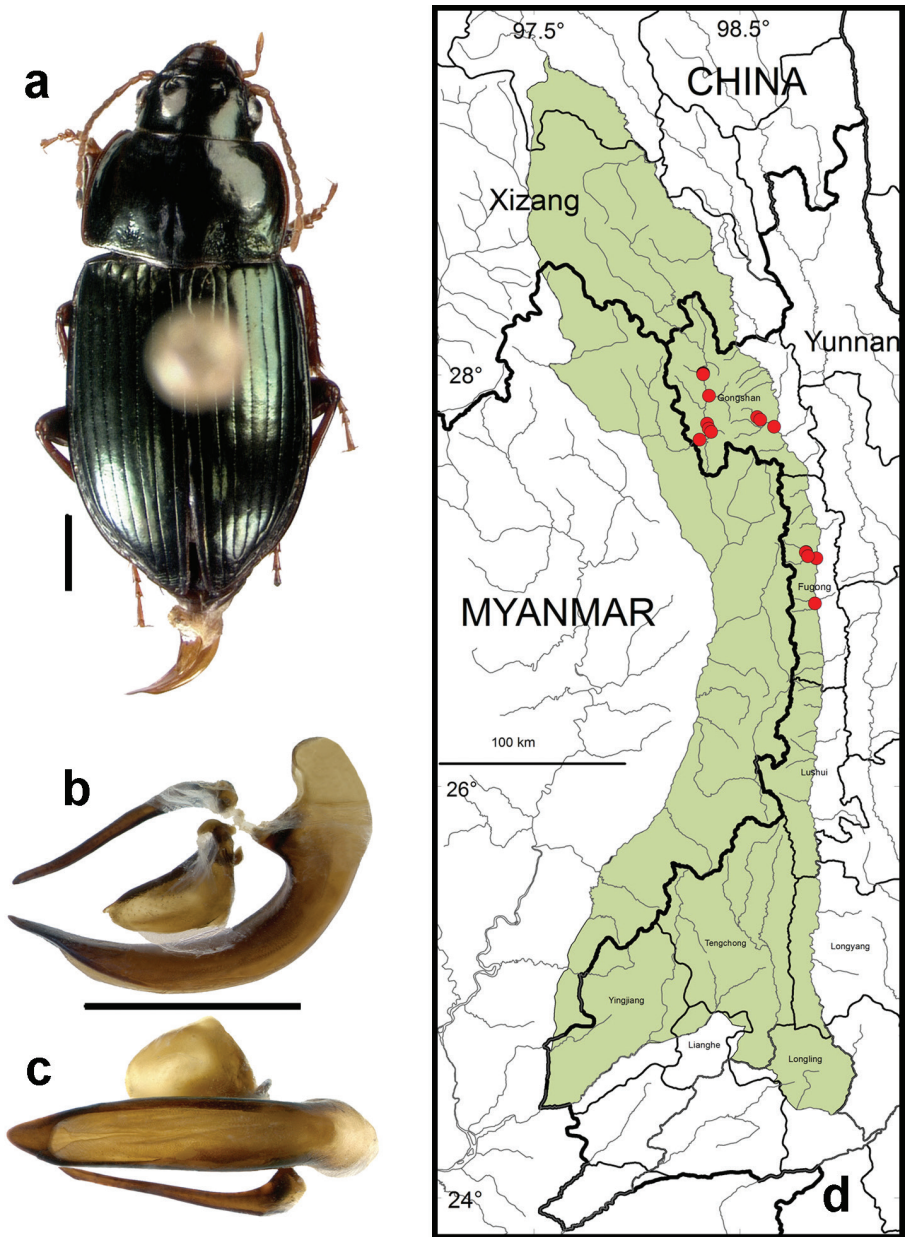 a
b
c
97.5°
98.5°
CHINA
Xizang
Yunnan
28°
Gongshan
Fugong
MYANMAR
100 km
Lushui
26°
Tengchong
Longyang
Yingjiang
Lianghe
Longling
24°
d